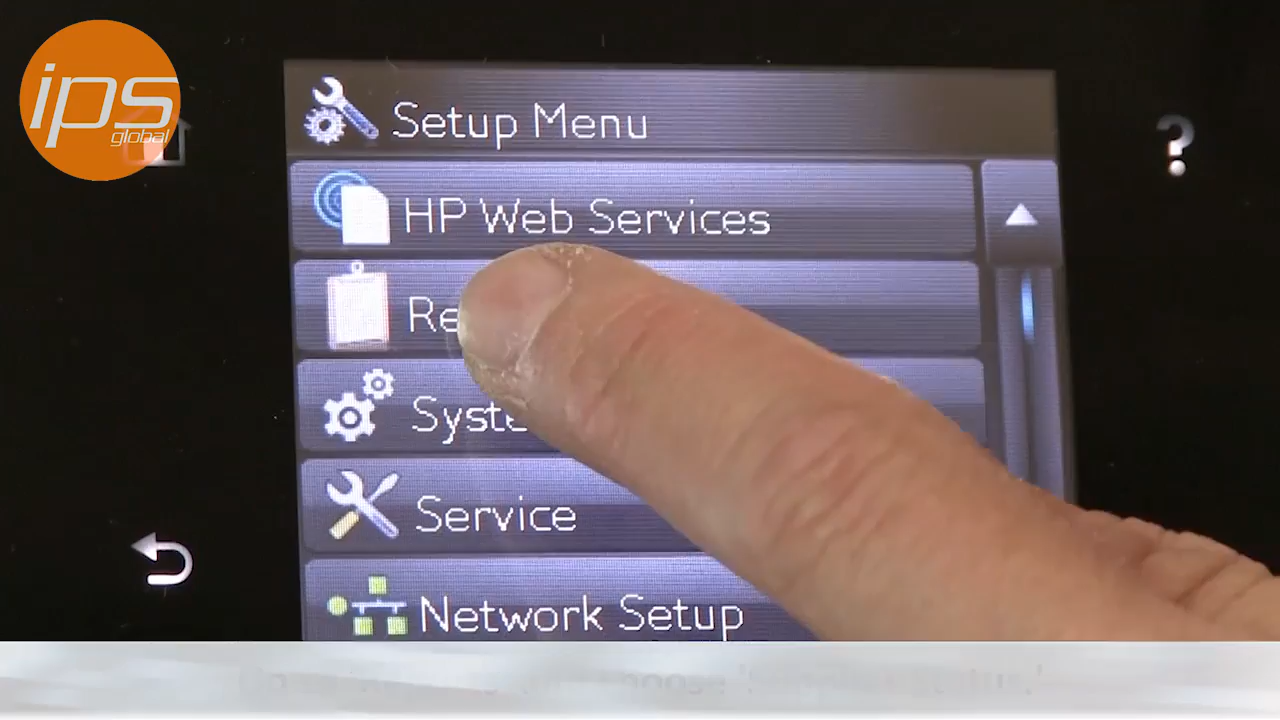 ips
global
Setup Menu
HP Web Services
Re
Syste
Service
Network Setup